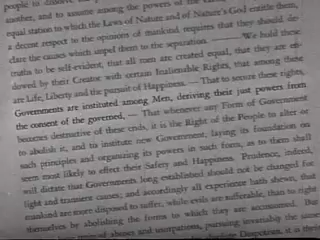 people to dissolve the
another, and to assume among the powers of the
equal station to which the Laws of Nature and of Nature's God entitle them,
a decent respect to the opinions of mankind requires that they should de-
clare the causes which impel them to the separation. —— We hold these
truths to be self-evident, that all men are created equal, that they are en-
dowed by their Creator with certain Inalienable Rights, that among these
are Life, Liberty and the pursuit of Happiness. — That to secure these rights,
Governments are instituted among Men, deriving their just powers from
the consent of the governed, — That whenever any Form of Government
becomes destructive of these ends, it is the Right of the People to alter or
to abolish it, and to institute new Government, laying its foundation on
such principles and organizing its powers in such form, as to them shall
seem most likely to effect their Safety and Happiness. Prudence, indeed,
will dictate that Governments long established should not be changed for
light and transient causes; and accordingly all experience hath shewn, that
mankind are more disposed to suffer, while evils are sufferable, than to right
themselves by abolishing the forms to which they are accustomed. But
of abuses and usurpations, pursuing invariably the same
Despotism, it is their